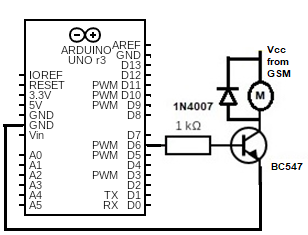 ARDUINO
UNO r3
AREF
GND
D13
IOREF
D12
RESET
PWM D11
3.3V
PWM D10
5V
PWM D9
GND
D8
GND
Vin
D7
PWM D6
A0
PWM D5
A1
D4
A2
PWM D3
A3
D2
A4
TX D1
A5
RX D0
1 kΩ
1N4007
M
Vcc
from
GSM
BC547